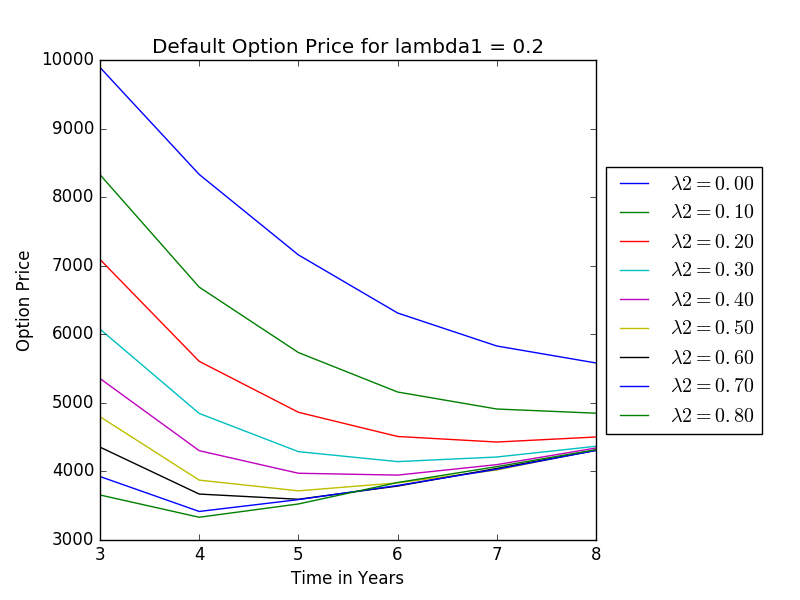 Default Option Price for lambda1 = 0.2
10000
9000
8000
7000
6000
5000
4000
3000
Option Price
3 4 5 6 7 8
Time in Years
λ2 = 0.00
λ2 = 0.10
λ2 = 0.20
λ2 = 0.30
λ2 = 0.40
λ2 = 0.50
λ2 = 0.60
λ2 = 0.70
λ2 = 0.80